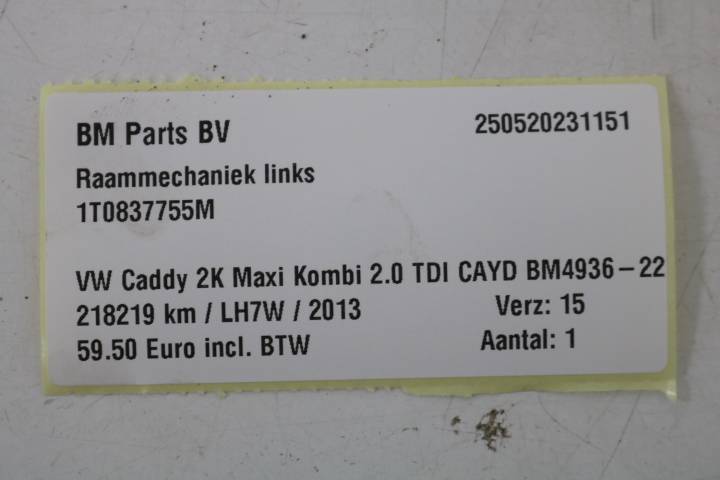 BM Parts BV 250520231151
Raammechaniek links
1T0837755M
VW Caddy 2K Maxi Kombi 2.0 TDI CAYD BM4936-22
218219 km / LH7W / 2013 Verz: 15
59.50 Euro incl. BTW Aantal: 1